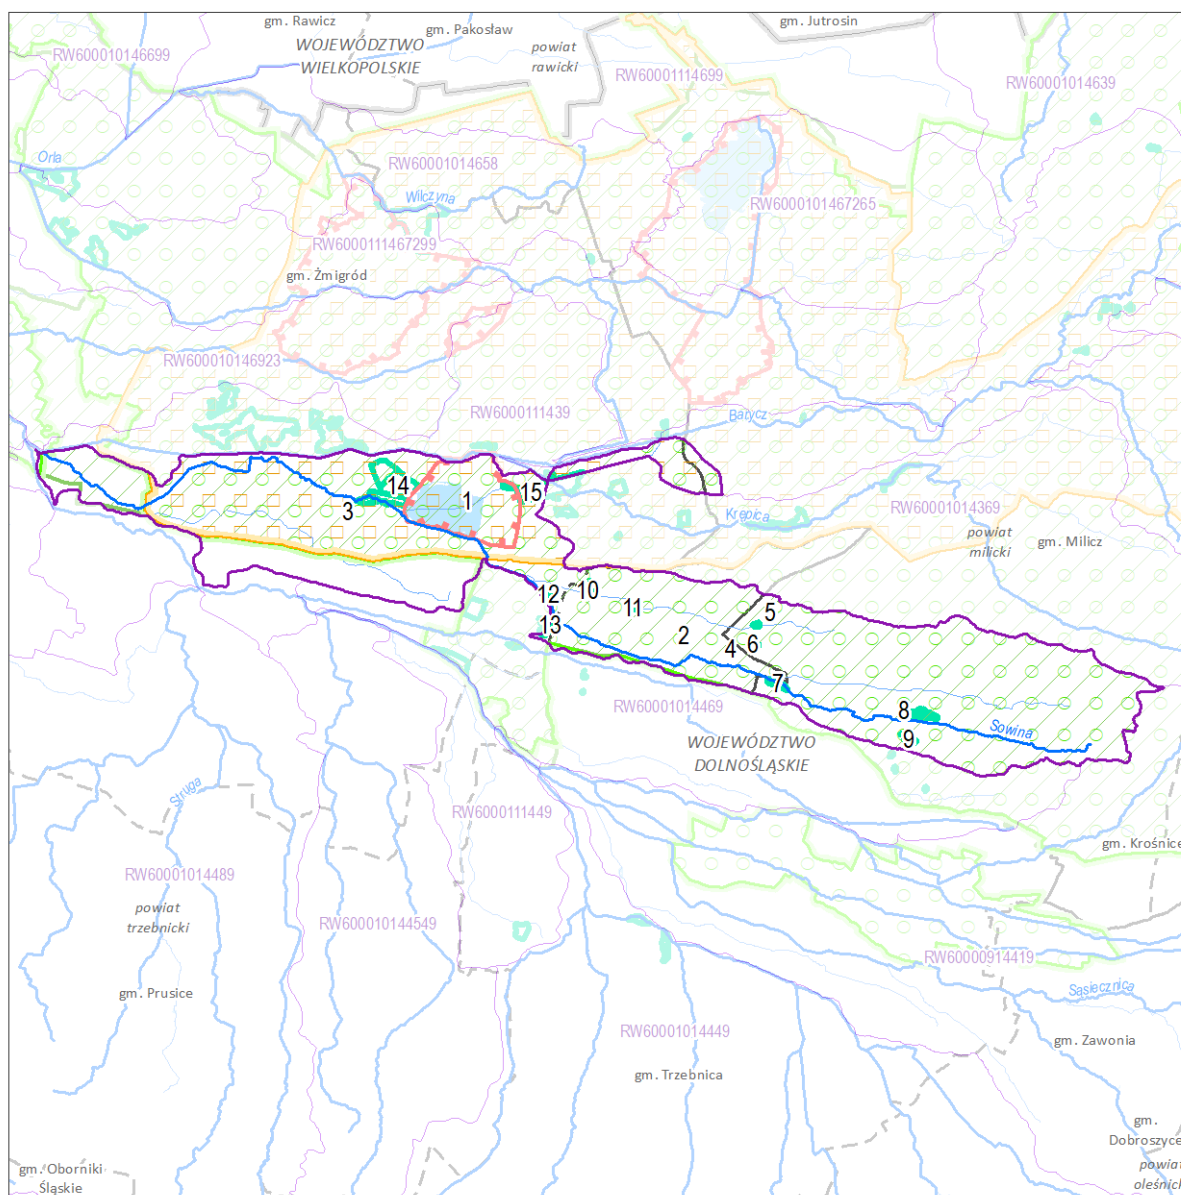 gm. Rawicz
gm. Jutrosin
gm. Pakosław
WOJEWÓDZTWO
WIELKOPOLSKIE
powiat
rawicki
RW600010146699
RW60001114699
RW60001014639
Orla
RW60001014658
Wilczyna
RW6000101467265
RW6000111467299
gm. Żmigród
RW600010146923
RW6000111439
Barycz
14
1
15
3
Krępica
RW60001014369
powiat
milicki
gm. Milicz
10
12
11
5
13
2
4
6
7
RW60001014469
8
Sowina
9
WOJEWÓDZTWO
DOLNOŚLĄSKIE
Struga
RW6000111449
gm. Krośnice
RW60001014489
powiat
trzebnicki
RW600010144549
RW60000914419
gm. Prusice
Sąsiecznica
RW60001014449
gm. Zawonia
gm. Trzebnica
gm.
Dobroszyce
gm. Oborniki
Śląskie
powiat
oleśnicki